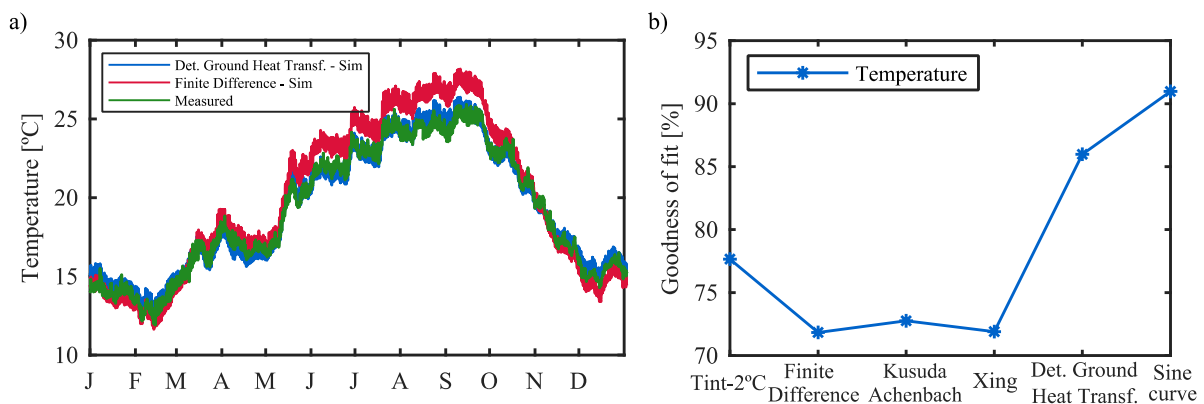 a)
30
25
20
15
10
Temperature [ºC]
Det. Ground Heat Transf. - Sim
Finite Difference - Sim
Measured
J F M A M J J A S O N D
b)
95
90
85
80
75
70
Goodness of fit [%]
Temperature
Tint-2ºC
Finite
Difference
Kusuda
Achenbach
Xing
Det. Ground
Heat Transf.
Sine
curve